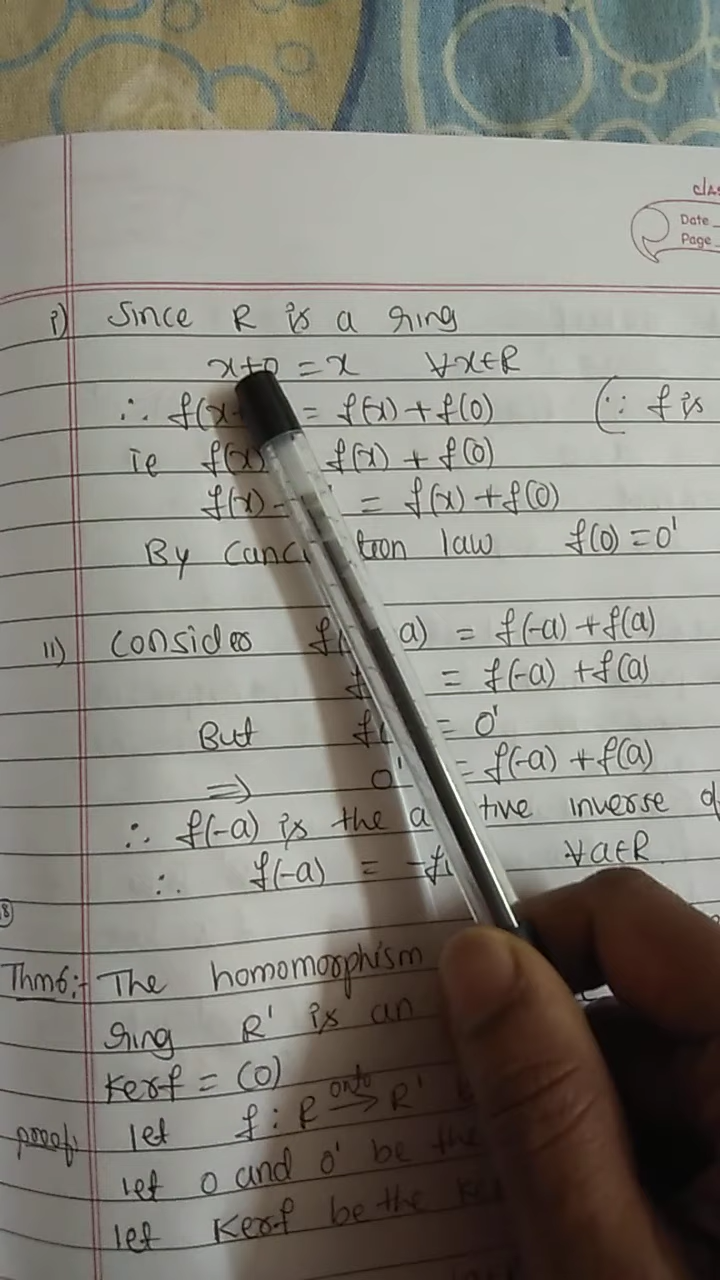 clas
Date
Page
i) Since R is a ring
x+0 = x ∀x∈R
∴ f(x+ = f(x) + f(0) (∵ f is
ie f(x) f(x) + f(0)
f(x) = f(x) + f(0)
By law f(0) = 0'
ii) Consider a) = f(-a) + f(a)
= f(-a) + f(a)
But = 0'
⇒ 0' = f(-a) + f(a)
∴ f(-a) is the inverse of
∴ f(-a) = -f ∀a∈R
18
Thm6:- The homomorphism
ring R' is an
Kerf = (0)
proof: let f : R onto→ R'
let 0 and 0' be the
let Kerf be the